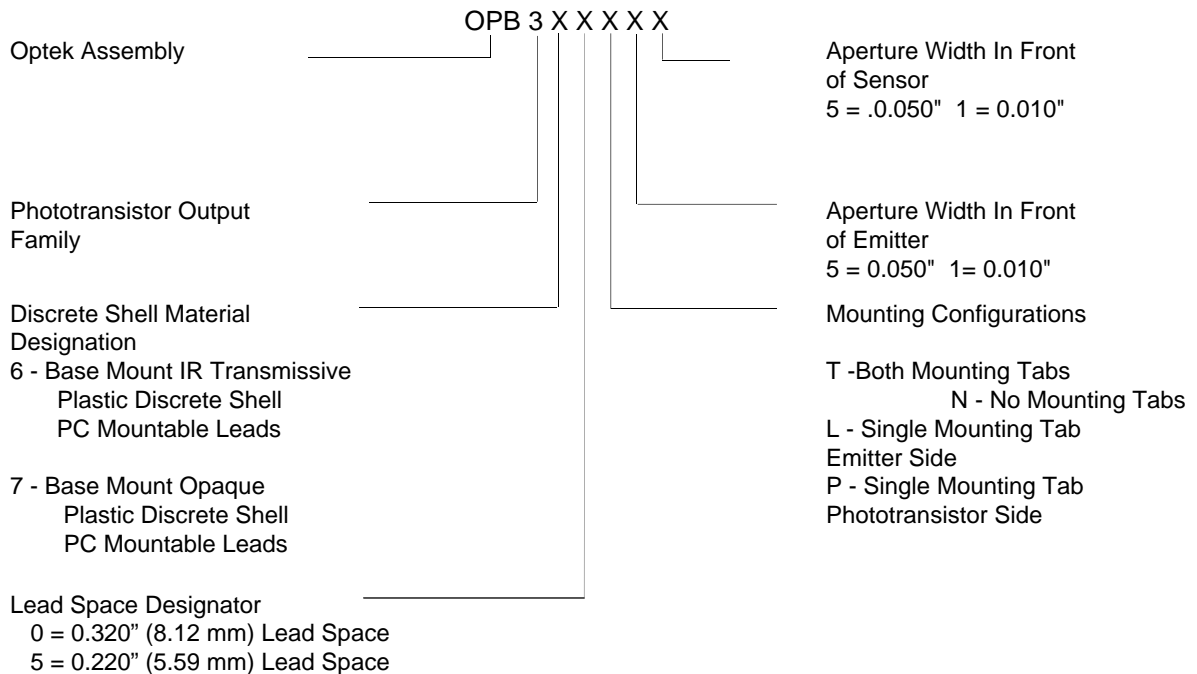 OPB 3 X X X X X
Optek Assembly
Phototransistor Output
Family
Discrete Shell Material
Designation
6 - Base Mount IR Transmissive
Plastic Discrete Shell
PC Mountable Leads
7 - Base Mount Opaque
Plastic Discrete Shell
PC Mountable Leads
Lead Space Designator
0 = 0.320” (8.12 mm) Lead Space
5 = 0.220” (5.59 mm) Lead Space
Aperture Width In Front
of Sensor
5 = .0.050" 1 = 0.010"
Aperture Width In Front
of Emitter
5 = 0.050" 1= 0.010"
Mounting Configurations
T -Both Mounting Tabs
N - No Mounting Tabs
L - Single Mounting Tab
Emitter Side
P - Single Mounting Tab
Phototransistor Side